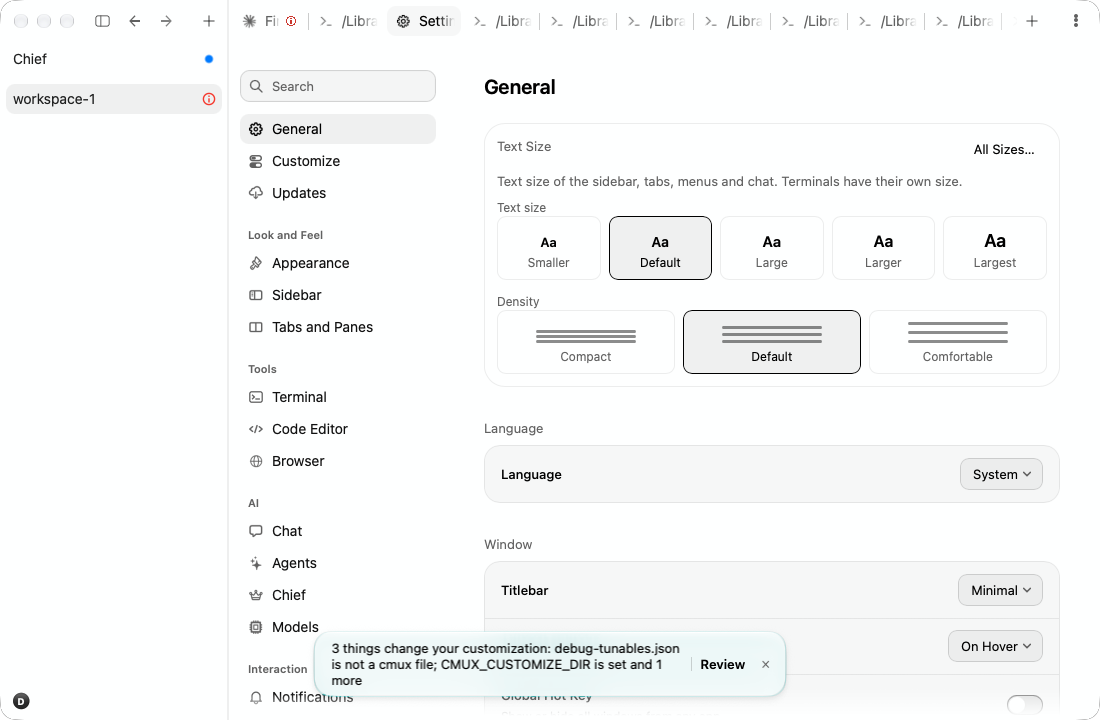 Fi
/Libra
Settin
/Libra
/Libra
/Libra
/Libra
/Libra
/Libra
/Libra
Chief
workspace-1
Search
General
Customize
Updates
Look and Feel
Appearance
Sidebar
Tabs and Panes
Tools
Terminal
Code Editor
Browser
AI
Chat
Agents
Chief
Models
Interaction
Notifications
D
General
Text Size
All Sizes...
Text size of the sidebar, tabs, menus and chat. Terminals have their own size.
Text size
Aa Aa Aa Aa Aa
Smaller Default Large Larger Largest
Density
Compact Default Comfortable
Language
Language System
Window
Titlebar Minimal
On Hover
Global Hot Key
3 things change your customization: debug-tunables.json
is not a cmux file; CMUX_CUSTOMIZE_DIR is set and 1
more
Review